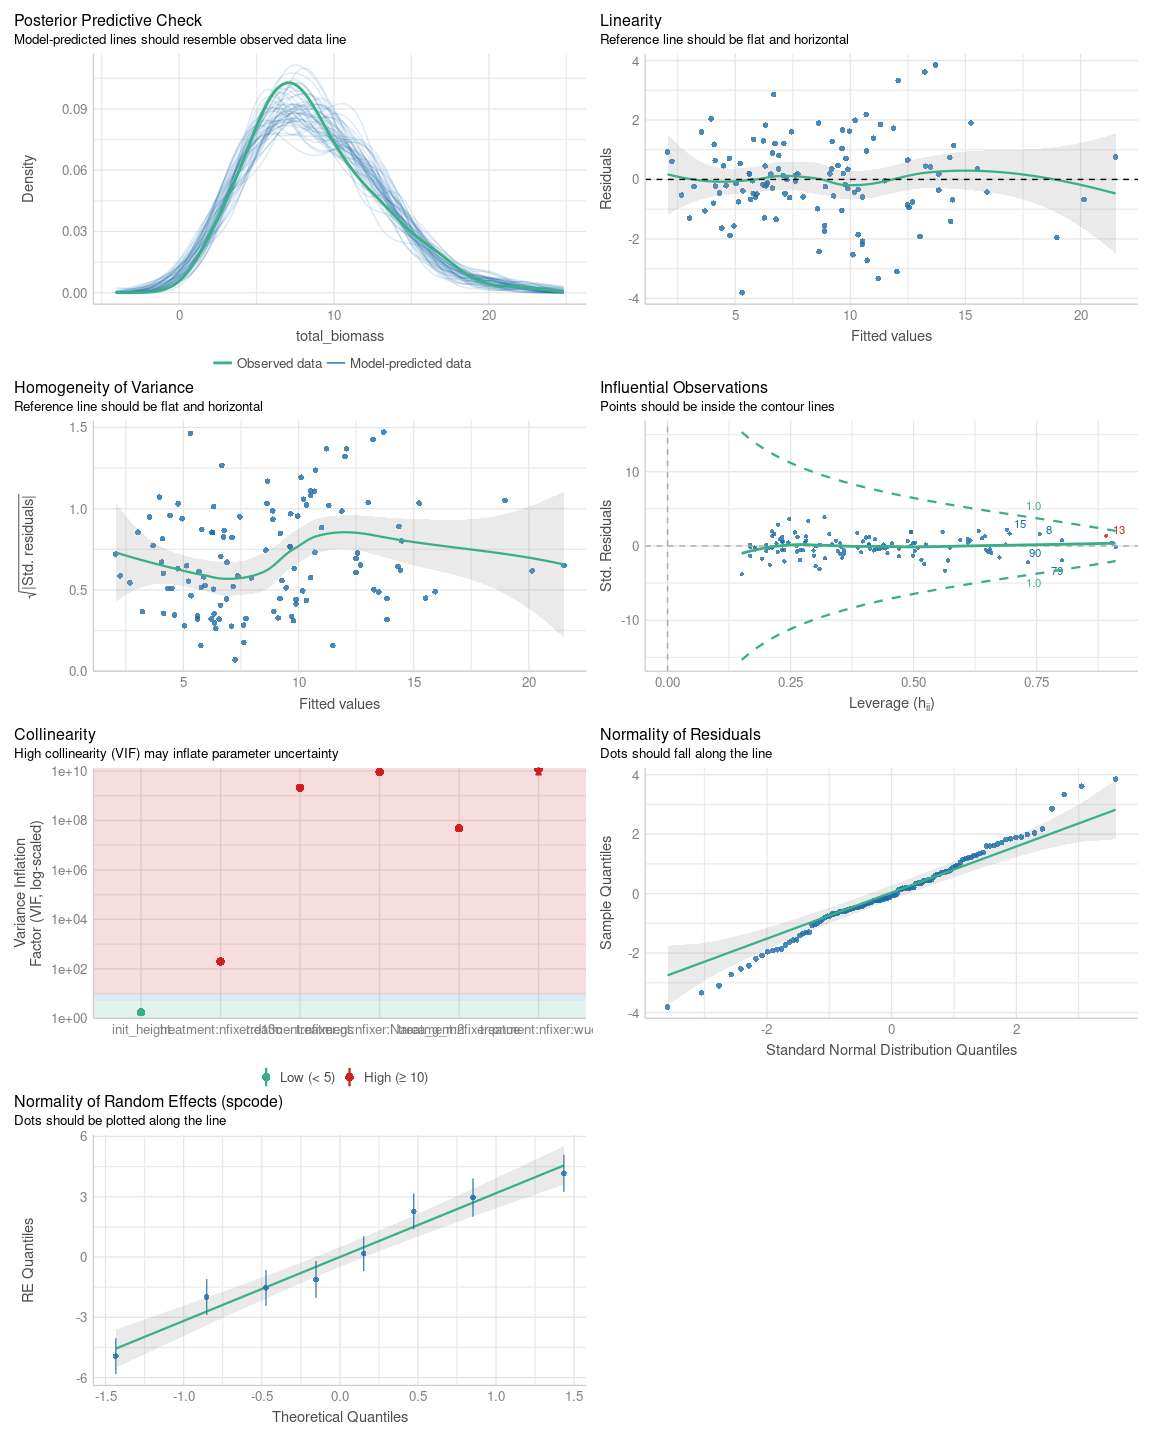 Posterior Predictive Check
Model-predicted lines should resemble observed data line
0.09
0.06
0.03
0.00
Density
0
10
20
total_biomass
Observed data
Model-predicted data
Linearity
Reference line should be flat and horizontal
4
2
0
-2
-4
Residuals
5
10
15
20
Fitted values
Homogeneity of Variance
Reference line should be flat and horizontal
1.5
1.0
0.5
0.0
√|Std. residuals|
5
10
15
20
Fitted values
Influential Observations
Points should be inside the contour lines
10
0
-10
Std. Residuals
1.0
15
8
13
90
79
1.0
0.00
0.25
0.50
0.75
Leverage (hii)
Collinearity
High collinearity (VIF) may inflate parameter uncertainty
1e+10
1e+08
1e+06
1e+04
1e+02
1e+00
Variance Inflation
Factor (VIF, log-scaled)
init_height
Low (< 5)
High (≥ 10)
Normality of Residuals
Dots should fall along the line
4
2
0
-2
-4
Sample Quantiles
-2
0
2
Standard Normal Distribution Quantiles
Normality of Random Effects (spcode)
Dots should be plotted along the line
6
3
0
-3
-6
RE Quantiles
-1.5
-1.0
-0.5
0.0
0.5
1.0
1.5
Theoretical Quantiles